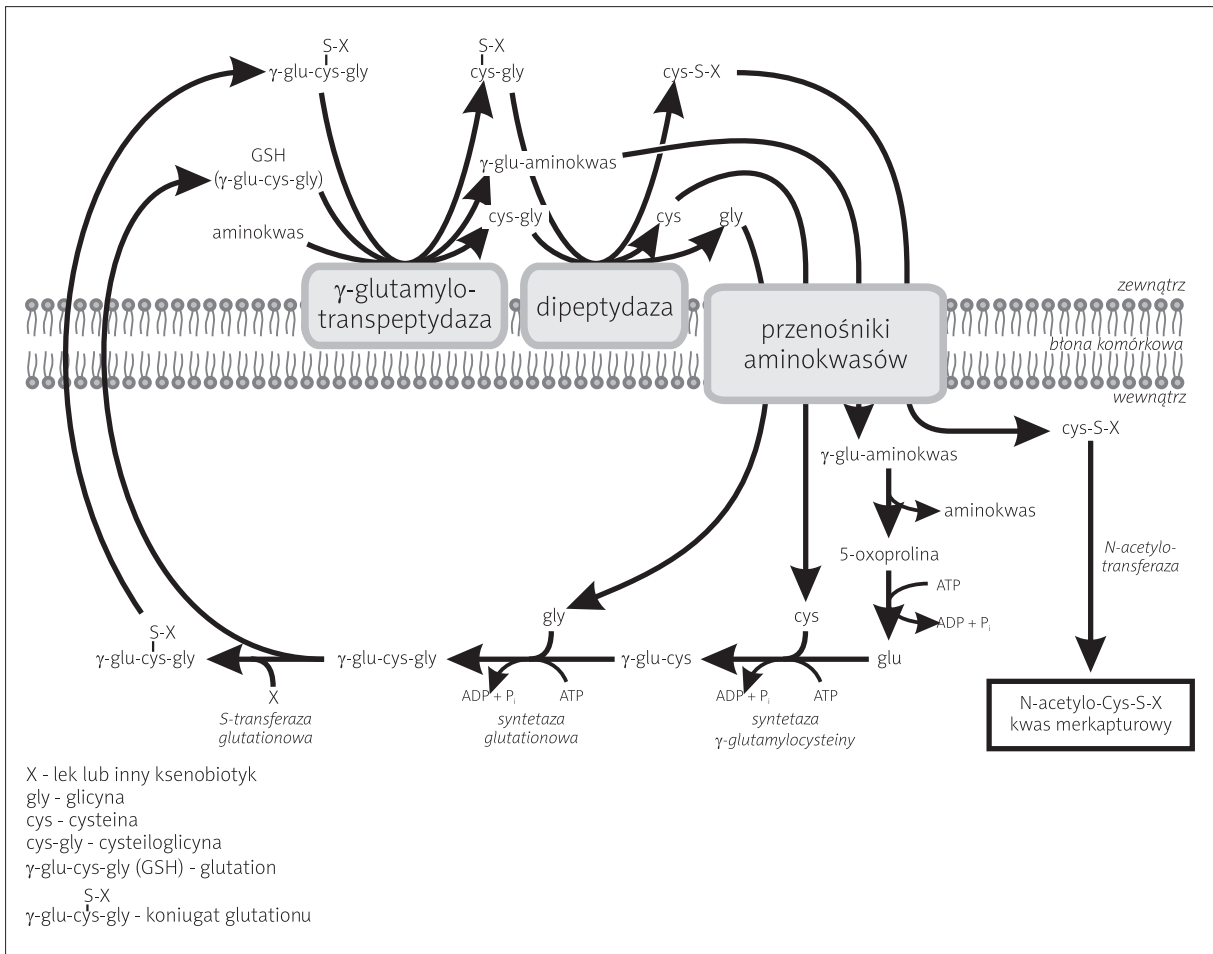 S-X
γ-glu-cys-gly
S-X
cys-gly
cys-S-X
GSH
(γ-glu-cys-gly)
γ-glu-aminokwas
aminokwas
cys-gly
cys
gly
γ-glutamylo-
transpeptydaza
dipeptydaza
przenośniki
aminokwasów
zewnątrz
błona komórkowa
wewnątrz
cys-S-X
γ-glu-aminokwas
aminokwas
5-oxoprolina
N-acetylo-
transferaza
ATP
ADP + Pi
S-X
γ-glu-cys-gly
X
S-transferaza
glutationowa
γ-glu-cys-gly
gly
ADP + Pi
ATP
syntetaza
glutationowa
γ-glu-cys
cys
ADP + Pi
ATP
syntetaza
γ-glutamylocysteiny
glu
N-acetylo-Cys-S-X
kwas merkapturowy
X - lek lub inny ksenobiotyk
gly - glicyna
cys - cysteina
cys-gly - cysteiloglicyna
γ-glu-cys-gly (GSH) - glutation
S-X
γ-glu-cys-gly - koniugat glutationu